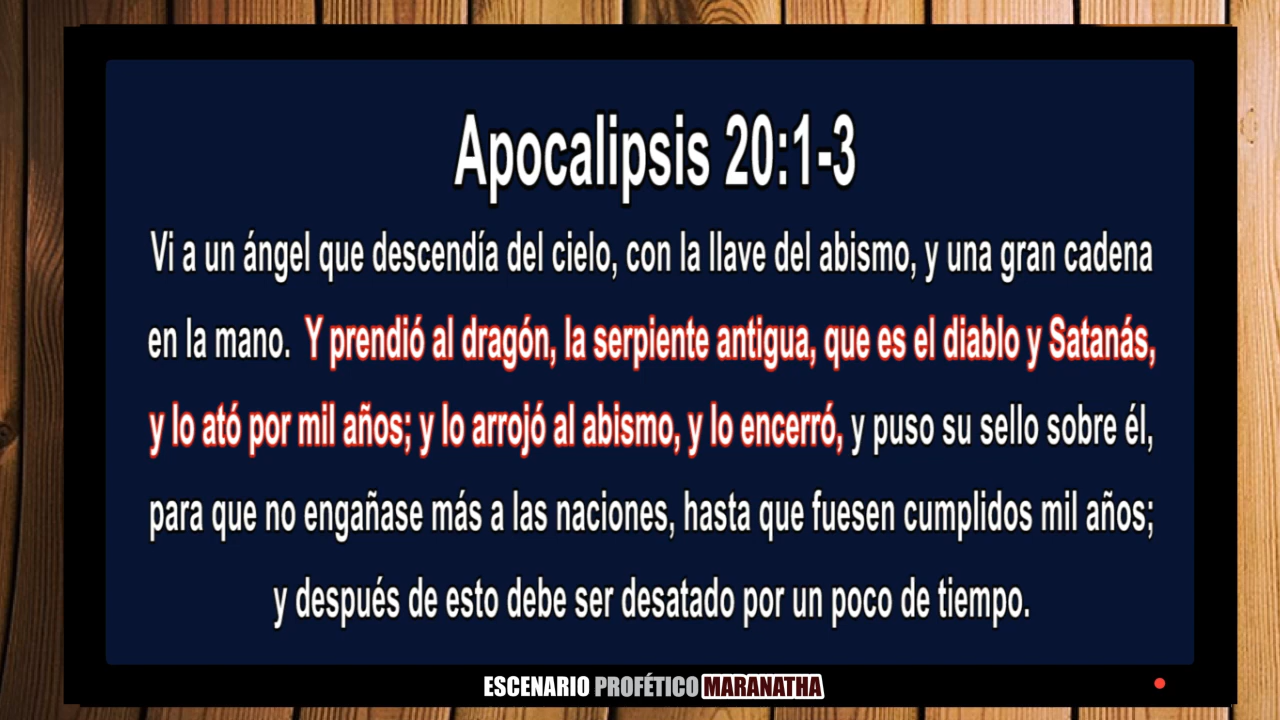 Apocalipsis 20:1-3
Vi a un ángel que descendía del cielo, con la llave del abismo, y una gran cadena
en la mano. Y prendió al dragón, la serpiente antigua, que es el diablo y Satanás,
y lo ató por mil años; y lo arrojó al abismo, y lo encerró, y puso su sello sobre él,
para que no engañase más a las naciones, hasta que fuesen cumplidos mil años;
y después de esto debe ser desatado por un poco de tiempo.
ESCENARIO PROFÉTICO MARANATHA